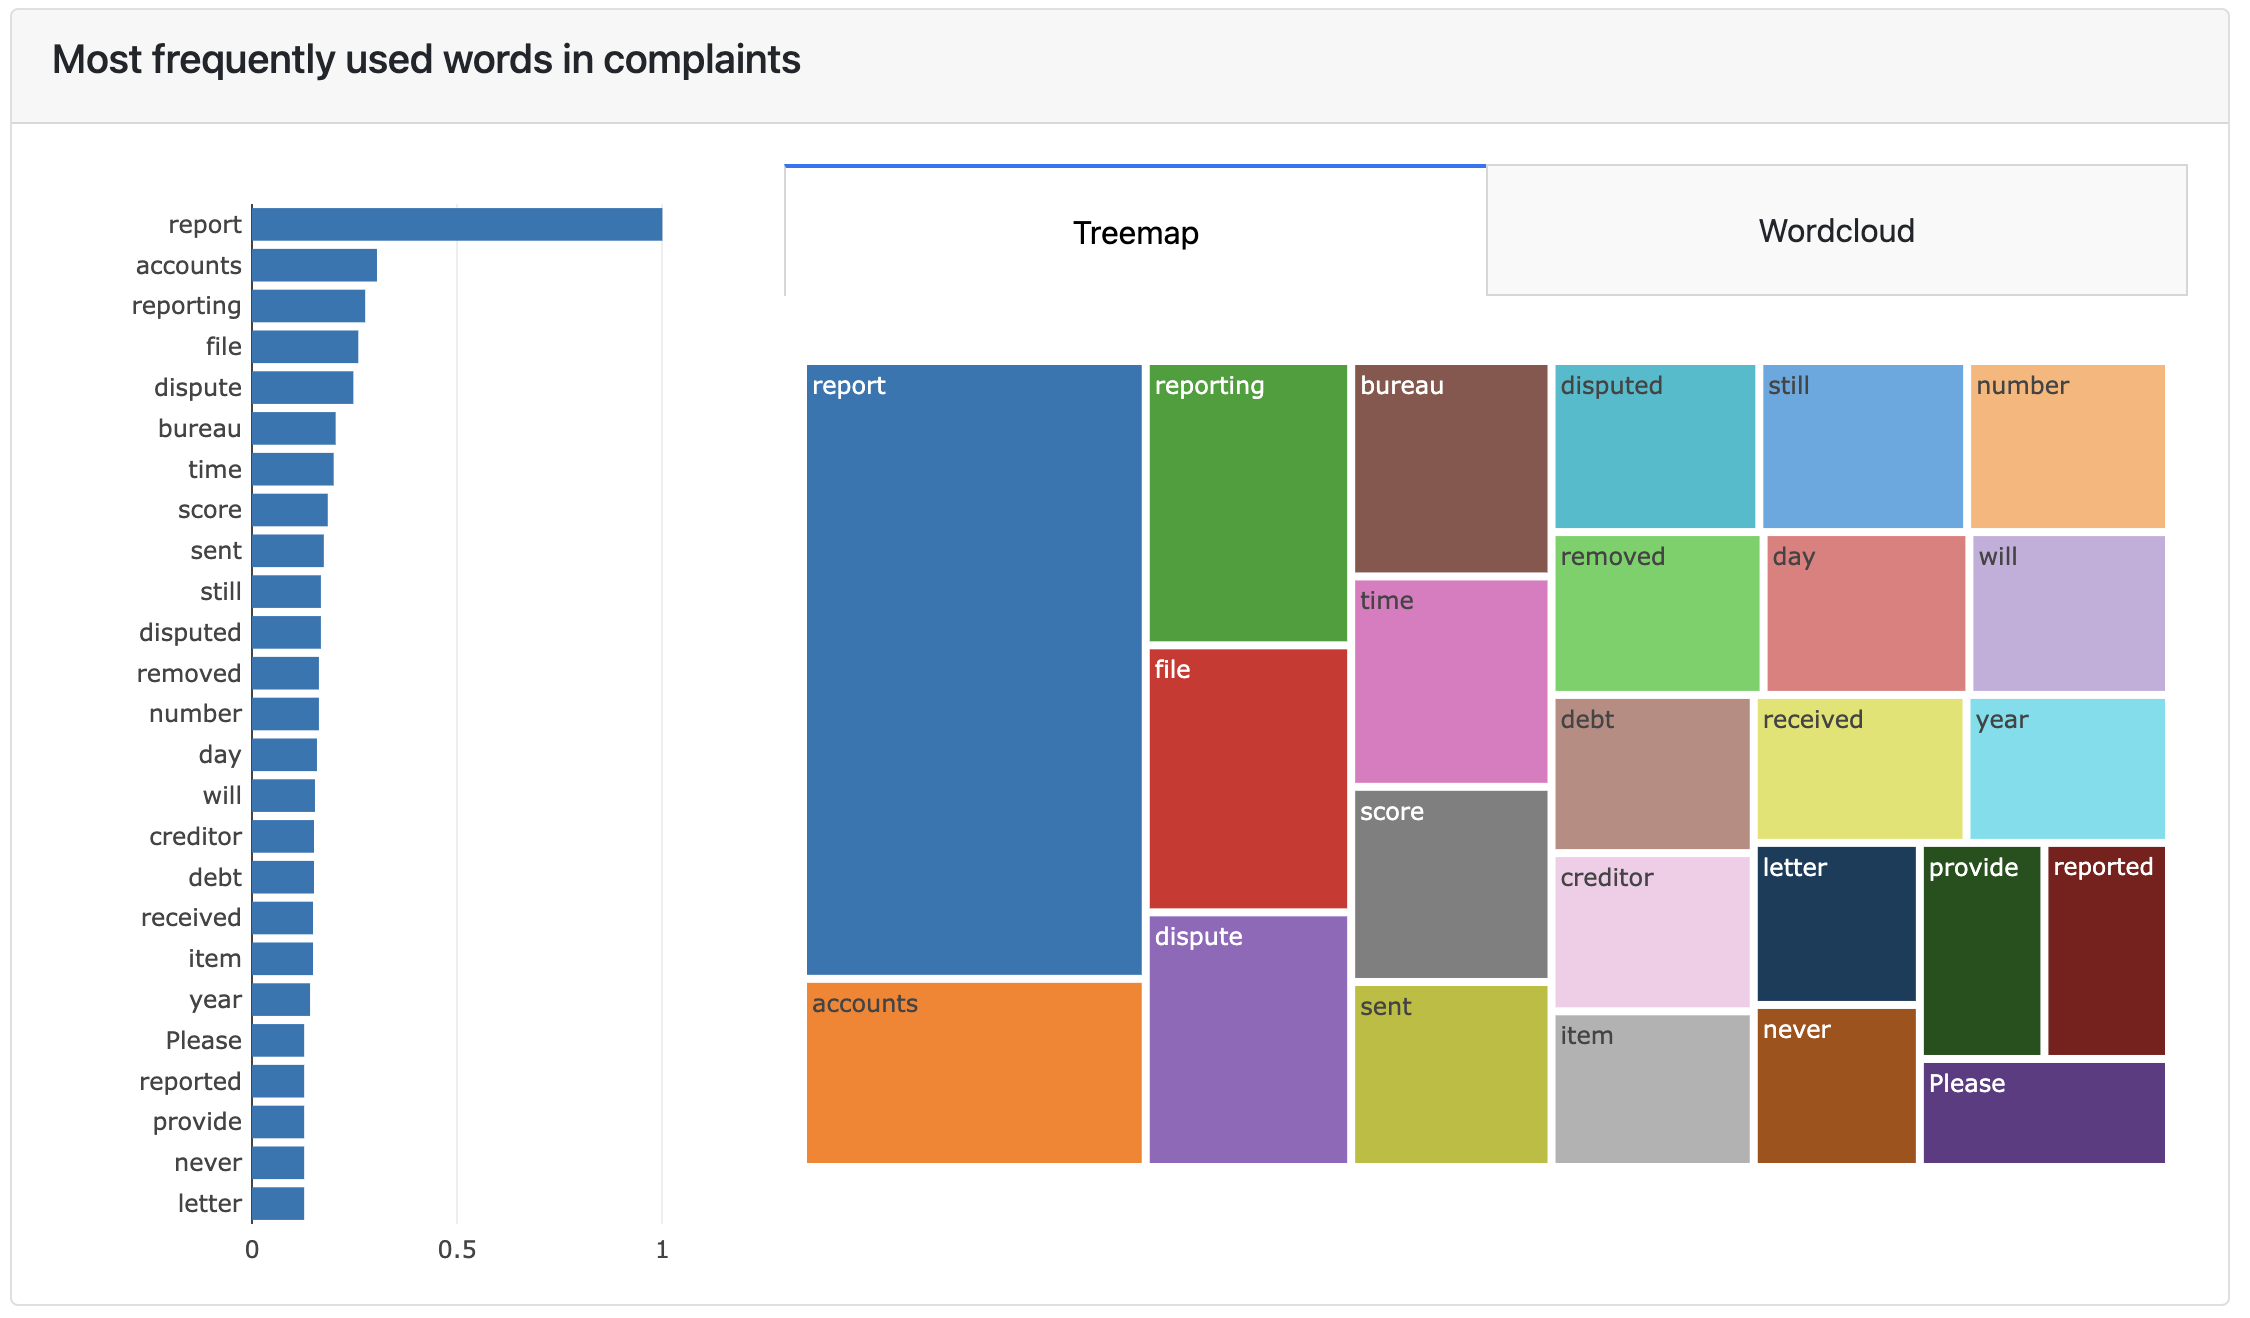 Most frequently used words in complaints
report
accounts
reporting
file
dispute
bureau
time
score
sent
still
disputed
removed
number
day
will
creditor
debt
received
item
year
Please
reported
provide
never
letter
0 0.5 1
Treemap Wordcloud
report reporting bureau disputed still number
removed day will
time
file
debt received year
score
letter provide reported
creditor
dispute
accounts sent
never
item
Please